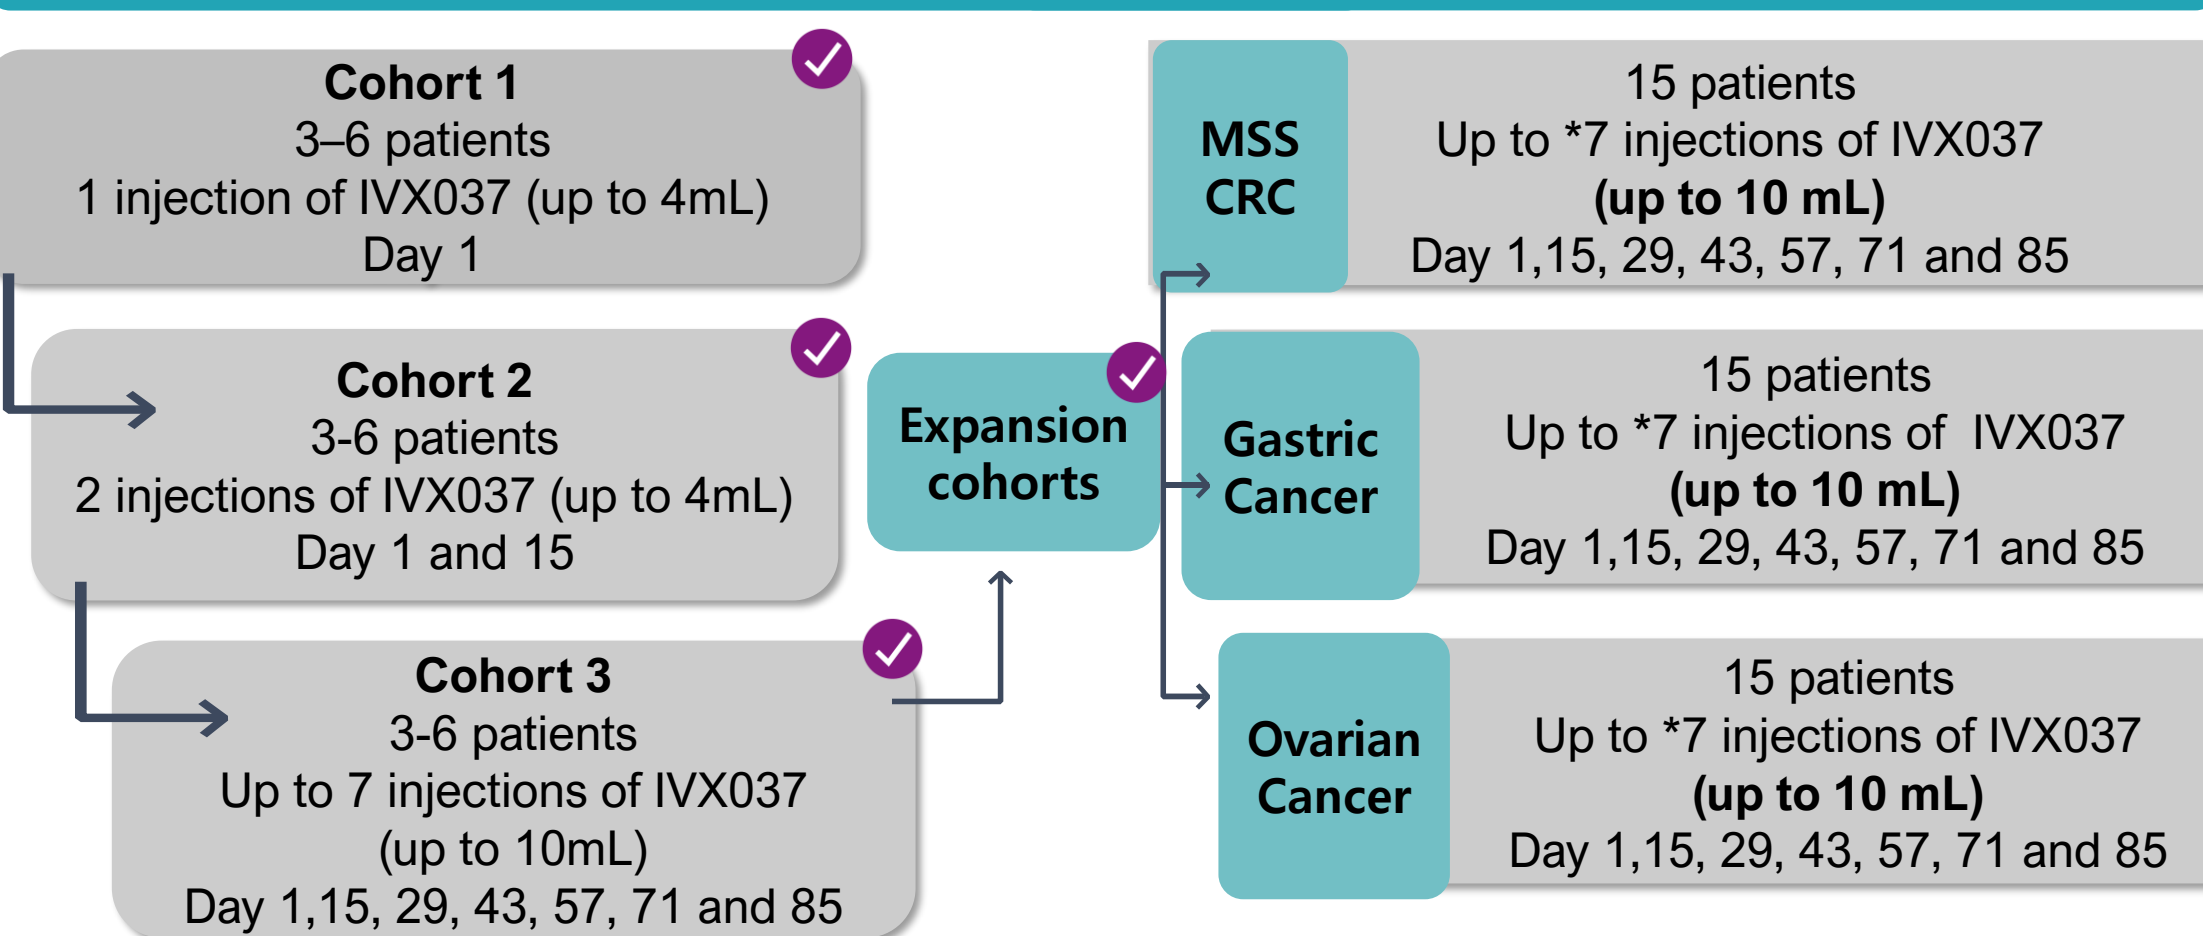 Cohort 1
3–6 patients
1 injection of IVX037 (up to 4mL)
Day 1
Cohort 2
3-6 patients
2 injections of IVX037 (up to 4mL)
Day 1 and 15
Cohort 3
3-6 patients
Up to 7 injections of IVX037
(up to 10mL)
Day 1,15, 29, 43, 57, 71 and 85
Expansion
cohorts
MSS
CRC
15 patients
Up to *7 injections of IVX037
(up to 10 mL)
Day 1,15, 29, 43, 57, 71 and 85
Gastric
Cancer
15 patients
Up to *7 injections of  IVX037
(up to 10 mL)
Day 1,15, 29, 43, 57, 71 and 85
Ovarian
Cancer
15 patients
Up to *7 injections of IVX037
(up to 10 mL)
Day 1,15, 29, 43, 57, 71 and 85